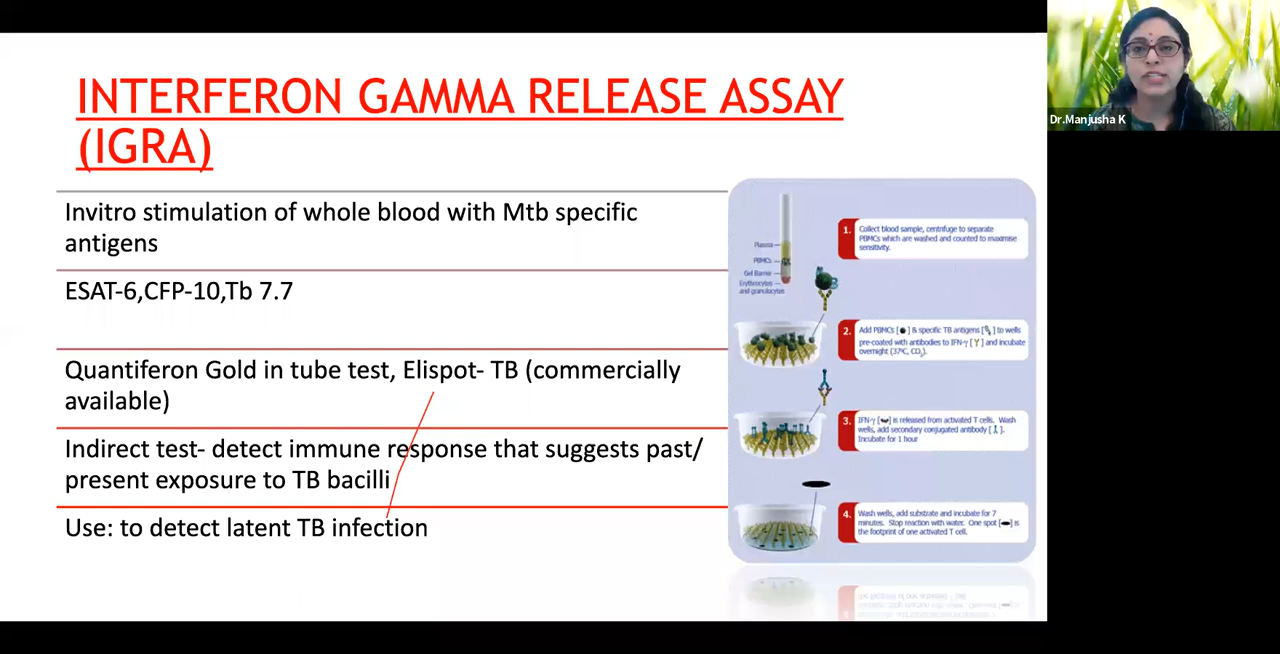 INTERFERON GAMMA RELEASE ASSAY
(IGRA)
Invitro stimulation of whole blood with Mtb specific
antigens
ESAT-6,CFP-10,Tb 7.7
Quantiferon Gold in tube test, Elispot- TB (commercially
available)
Indirect test- detect immune response that suggests past/
present exposure to TB bacilli
Use: to detect latent TB infection
Plasma
PBMCs
Gel Barrier
Erythrocytes
and granulocytes
1.
Collect blood sample, centrifuge to separate
PBMCs which are washed and counted to maximise
sensitivity.
2.
Add PBMCs [ ] & specific TB antigens [ ] to wells
pre-coated with antibodies to IFN-γ [ ] and incubate
overnight (37ºC, CO₂).
3.
IFN-γ [ ] is released from activated T cells. Wash
wells, add secondary conjugated antibody [ ].
Incubate for 1 hour
4.
Wash wells, add substrate and incubate for 7
minutes. Stop reaction with water. One spot [ ] is
the footprint of one activated T cell.
Dr.Manjusha K